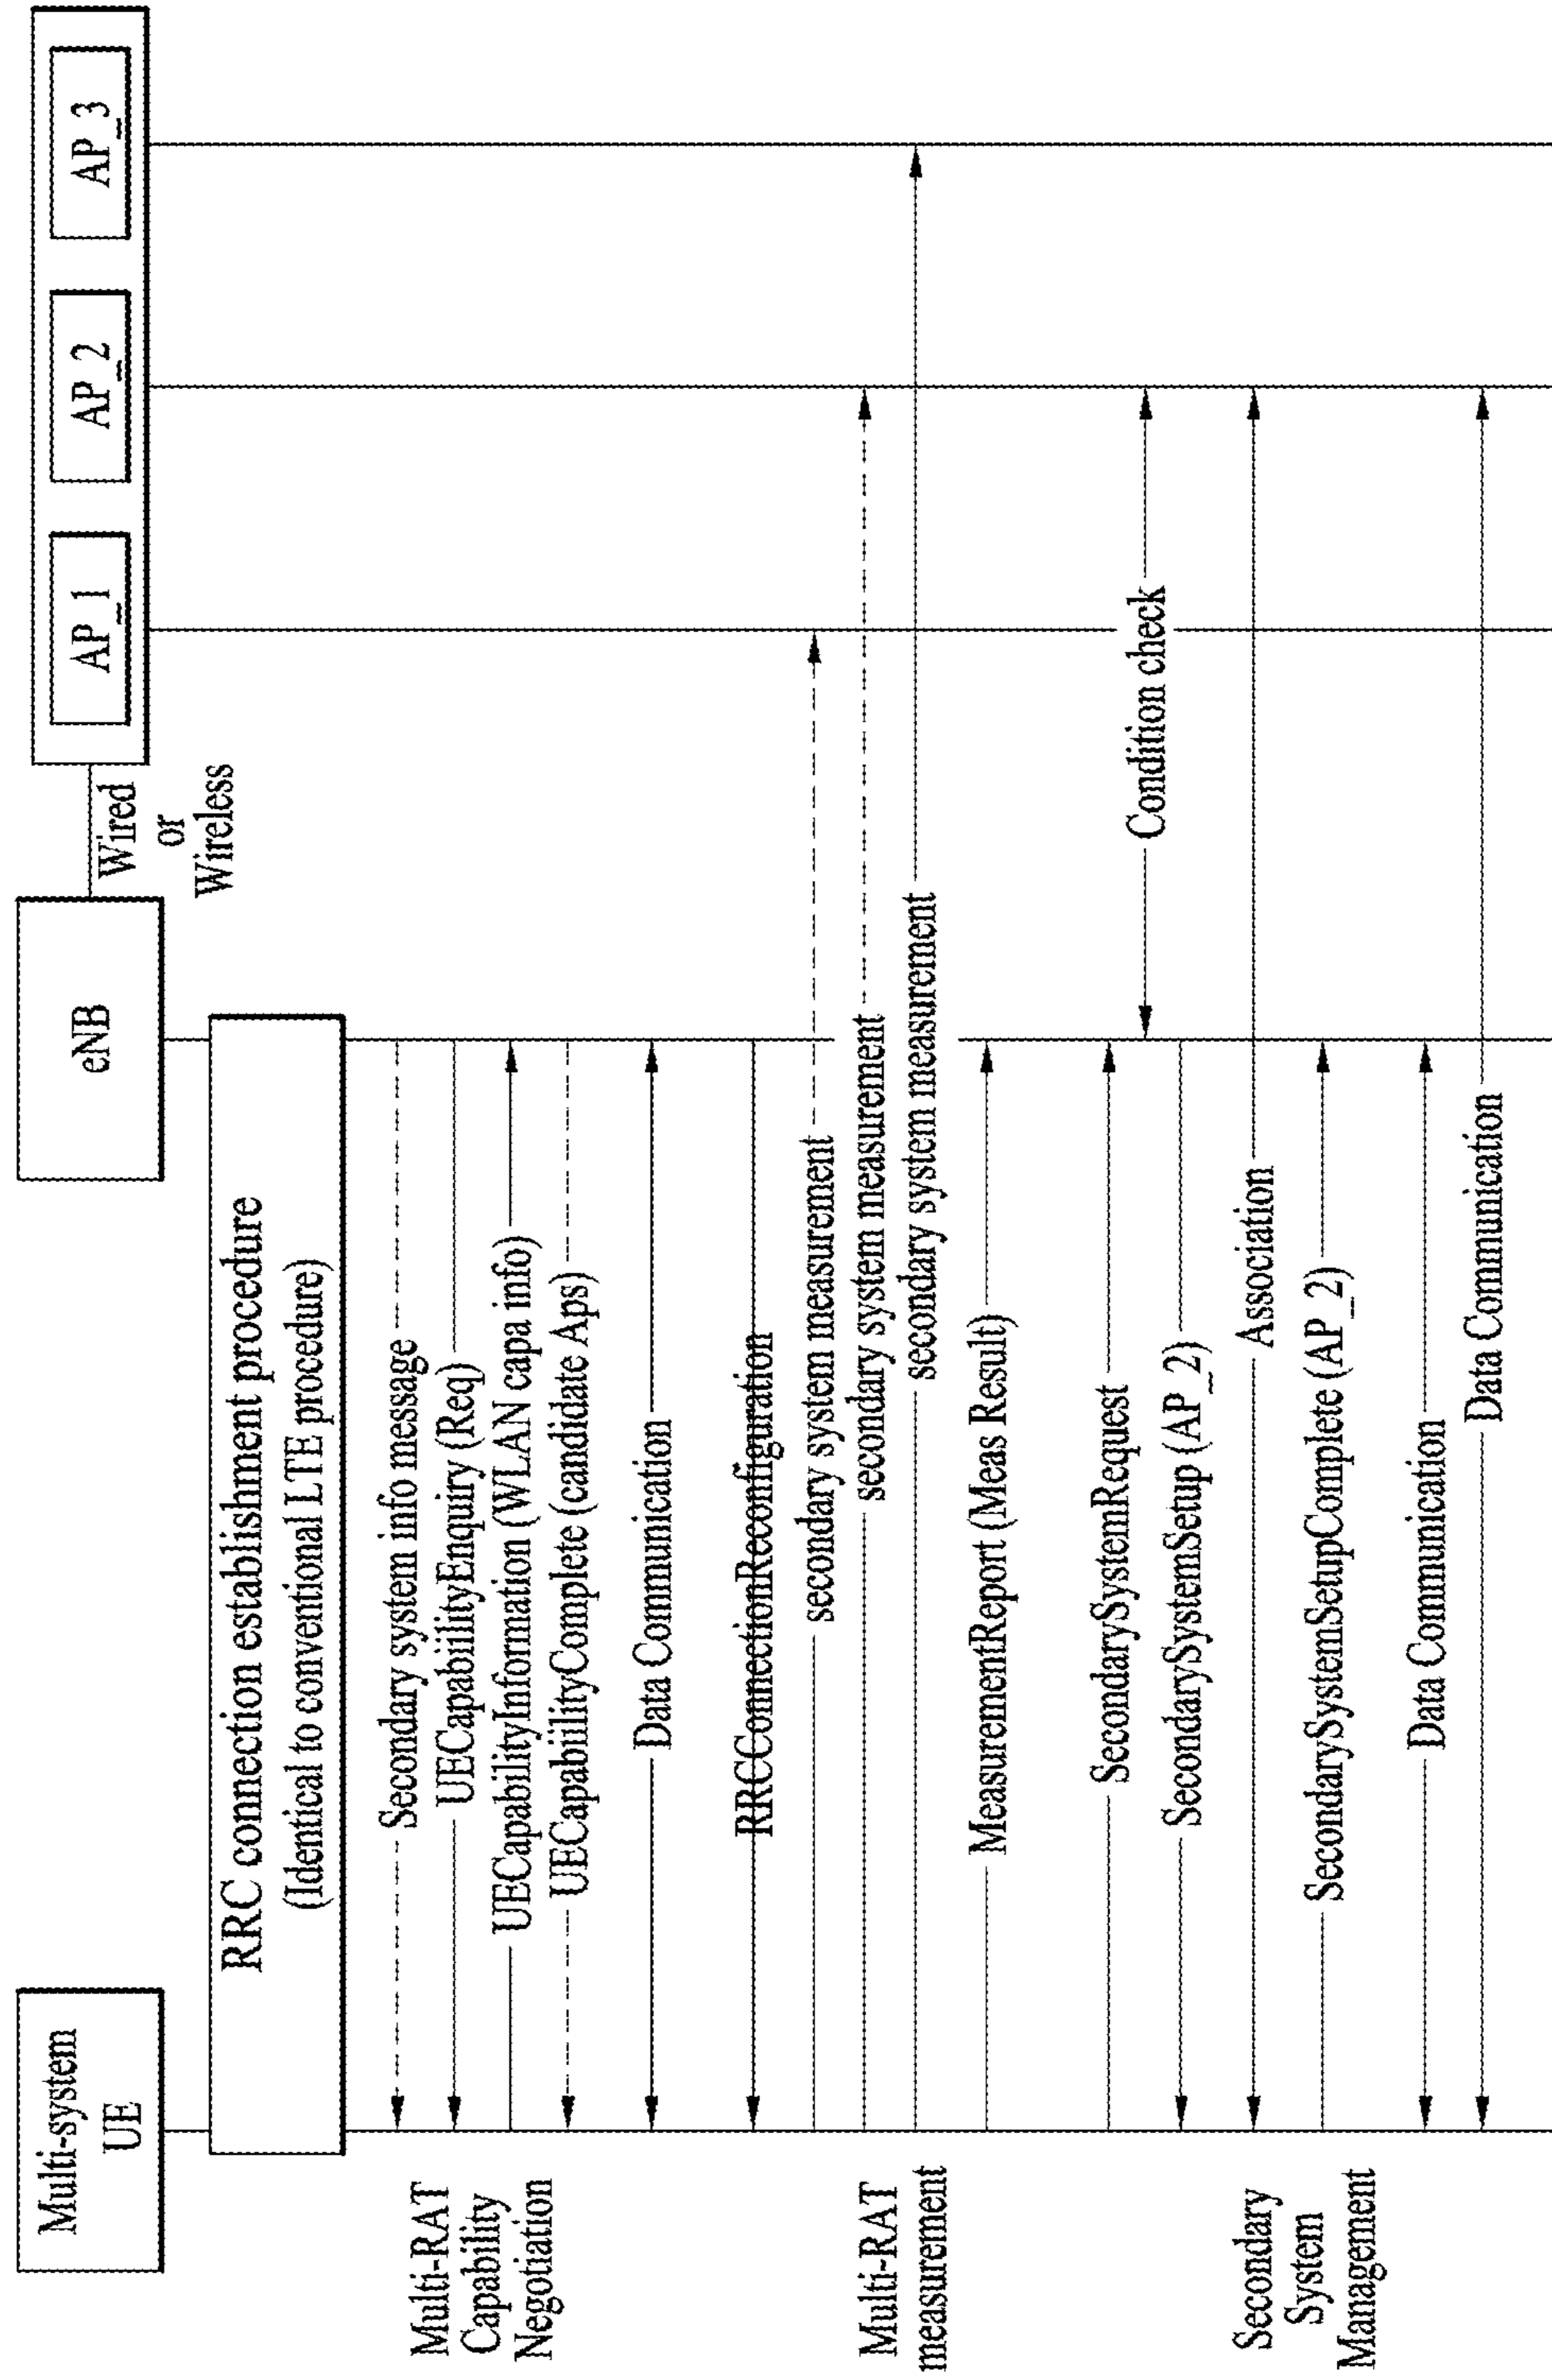 Multi-system
UE
eNB
Wired
or
Wireless
AP_1
AP_2
AP_3
RRC connection establishment procedure
(Identical to conventional LTE procedure)
Multi-RAT
Capability
Negotiation
Secondary system info message
UECapabiilityEnquiry (Req)
UECapabilityInformation (WLAN capa info)
UECapabiilityComplete (candidate Aps)
Data Communication
RRCConnectionReconfiguration
Multi-RAT
measurement
secondary system measurement
secondary system measurement
secondary system measurement
MeasurementReport (Meas Result)
Secondary
System
Management
SecondarySystemRequest
Condition check
SecondarySystemSetup (AP_2)
Association
SecondarySystemSetupComplete (AP_2)
Data Communication
Data Communication